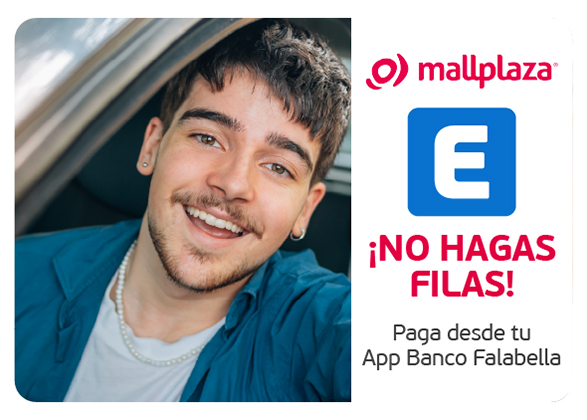 mallplaza
E
¡NO HAGAS
FILAS!
Paga desde tu
App Banco Falabella